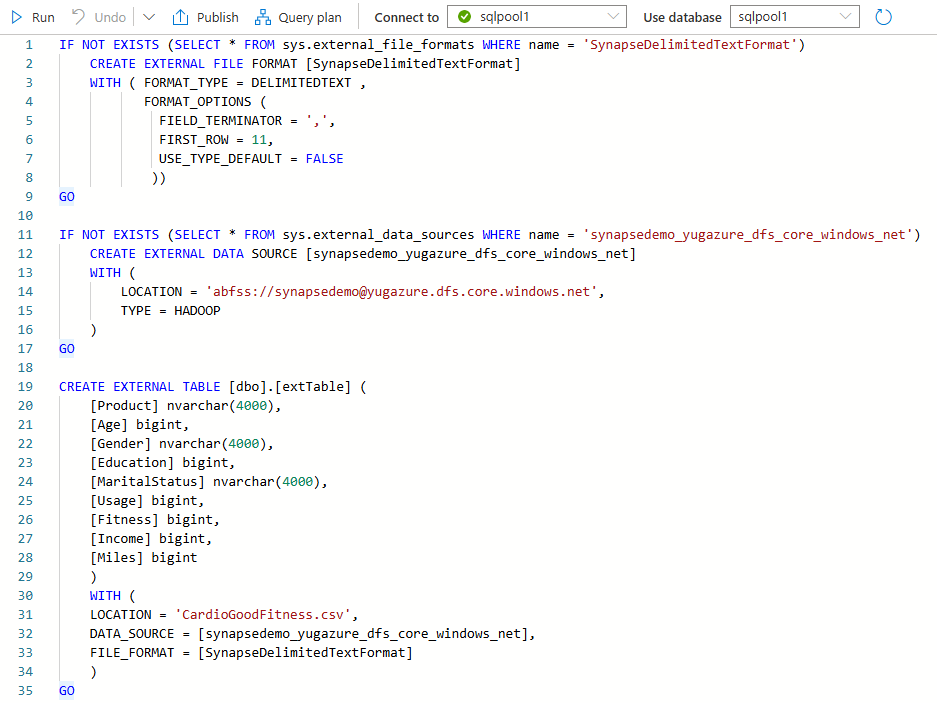 Run Undo Publish Query plan Connect to sqlpool1 Use database sqlpool1
1 IF NOT EXISTS (SELECT * FROM sys.external_file_formats WHERE name = 'SynapseDelimitedTextFormat')
2 CREATE EXTERNAL FILE FORMAT [SynapseDelimitedTextFormat]
3 WITH ( FORMAT_TYPE = DELIMITEDTEXT ,
4 FORMAT_OPTIONS (
5 FIELD_TERMINATOR = ',',
6 FIRST_ROW = 11,
7 USE_TYPE_DEFAULT = FALSE
8 ))
9 GO
10
11 IF NOT EXISTS (SELECT * FROM sys.external_data_sources WHERE name = 'synapsedemo_yugazure_dfs_core_windows_net')
12 CREATE EXTERNAL DATA SOURCE [synapsedemo_yugazure_dfs_core_windows_net]
13 WITH (
14 LOCATION = 'abfss://synapsedemo@yugazure.dfs.core.windows.net',
15 TYPE = HADOOP
16 )
17 GO
18
19 CREATE EXTERNAL TABLE [dbo].[extTable] (
20 [Product] nvarchar(4000),
21 [Age] bigint,
22 [Gender] nvarchar(4000),
23 [Education] bigint,
24 [MaritalStatus] nvarchar(4000),
25 [Usage] bigint,
26 [Fitness] bigint,
27 [Income] bigint,
28 [Miles] bigint
29 )
30 WITH (
31 LOCATION = 'CardioGoodFitness.csv',
32 DATA_SOURCE = [synapsedemo_yugazure_dfs_core_windows_net],
33 FILE_FORMAT = [SynapseDelimitedTextFormat]
34 )
35 GO